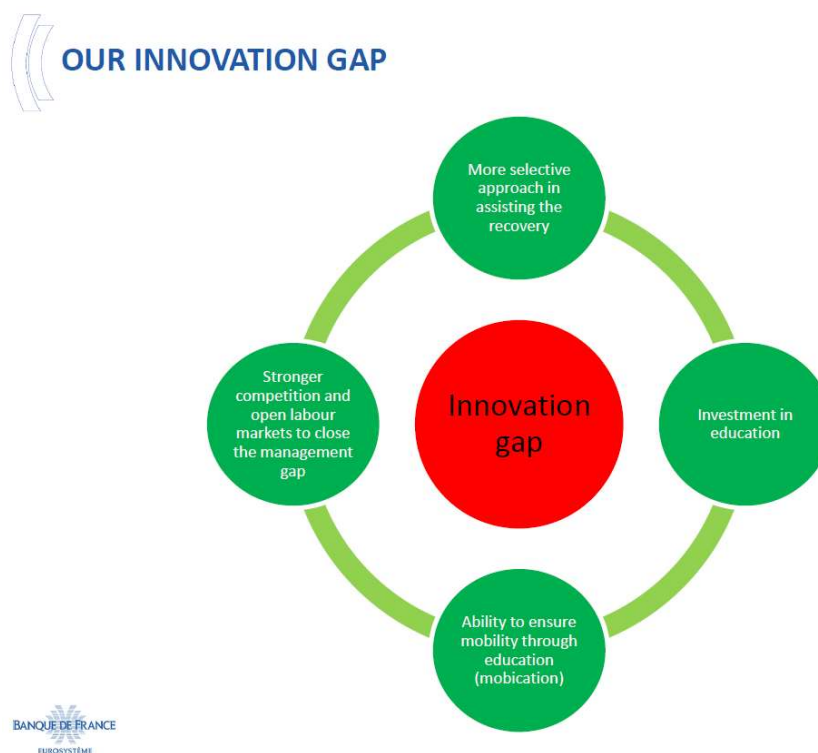 OUR INNOVATION GAP
More selective
approach in
assisting the
recovery
Stronger
competition and
open labour
markets to close
the management
gap
Innovation
gap
Investment in
education
Ability to ensure
mobility through
education
(mobication)
BANQUE DE FRANCE
EUROSYSTÈME